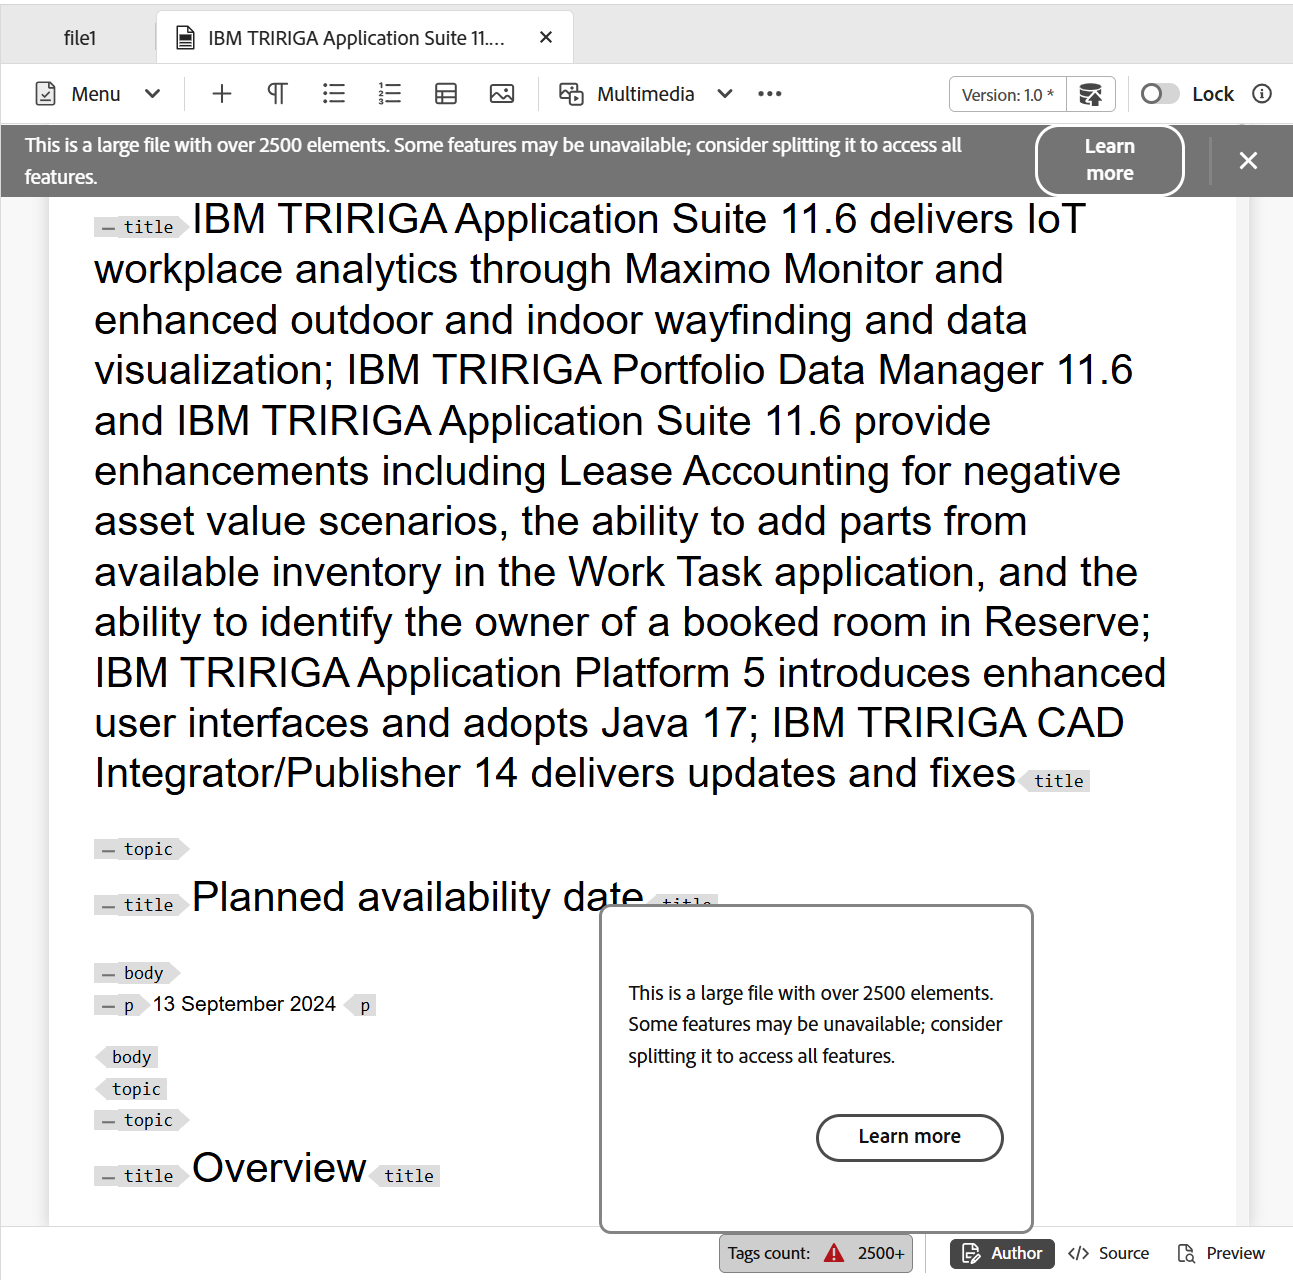 file1
IBM TRIRIGA Application Suite 11....
Menu
Multimedia
Version: 1.0 *
Lock
This is a large file with over 2500 elements. Some features may be unavailable; consider splitting it to access all
features.
Learn
more
title IBM TRIRIGA Application Suite 11.6 delivers IoT
workplace analytics through Maximo Monitor and
enhanced outdoor and indoor wayfinding and data
visualization; IBM TRIRIGA Portfolio Data Manager 11.6
and IBM TRIRIGA Application Suite 11.6 provide
enhancements including Lease Accounting for negative
asset value scenarios, the ability to add parts from
available inventory in the Work Task application, and the
ability to identify the owner of a booked room in Reserve;
IBM TRIRIGA Application Platform 5 introduces enhanced
user interfaces and adopts Java 17; IBM TRIRIGA CAD
Integrator/Publisher 14 delivers updates and fixes title
topic
title Planned availability date title
body
p 13 September 2024 p
body
topic
topic
title Overview title
This is a large file with over 2500 elements.
Some features may be unavailable; consider
splitting it to access all features.
Learn more
Tags count: 2500+
Author
Source
Preview